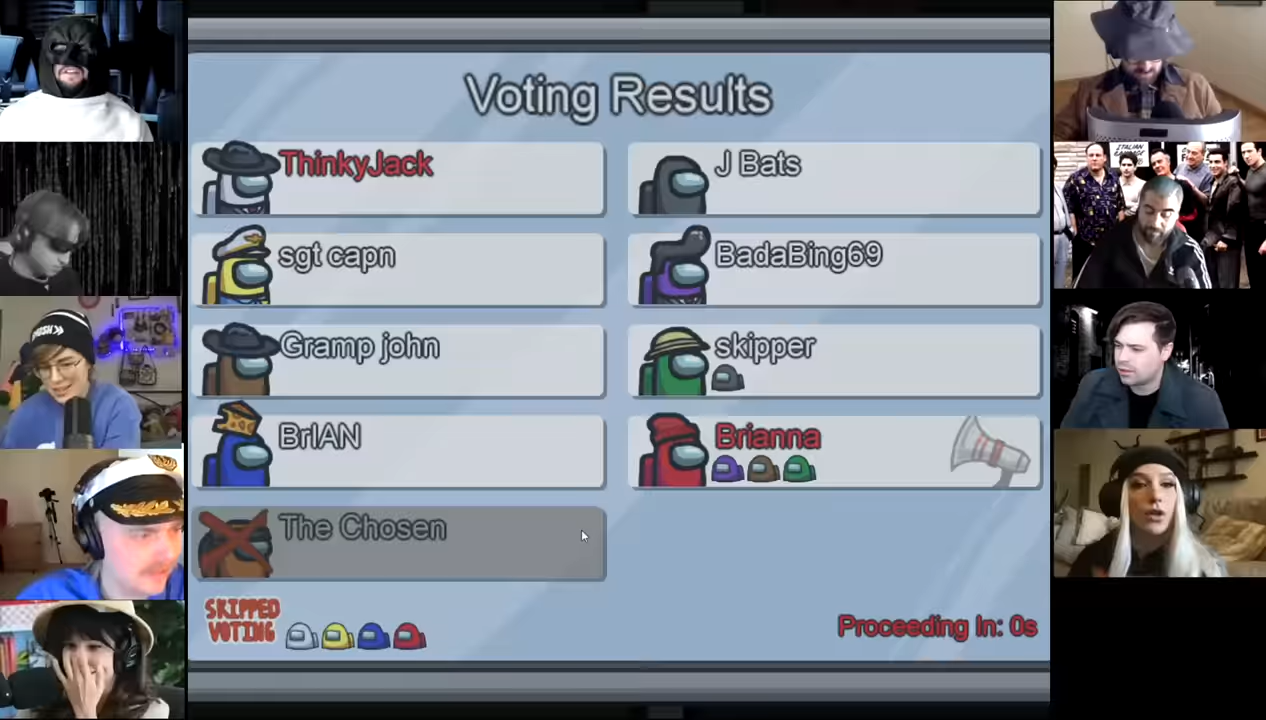 Voting Results
ThinkyJack
J Bats
sgt capn
BadaBing69
Gramp john
skipper
BrIAN
Brianna
The Chosen
SKIPPED
VOTING
Proceeding In: 0s
ITALIAN